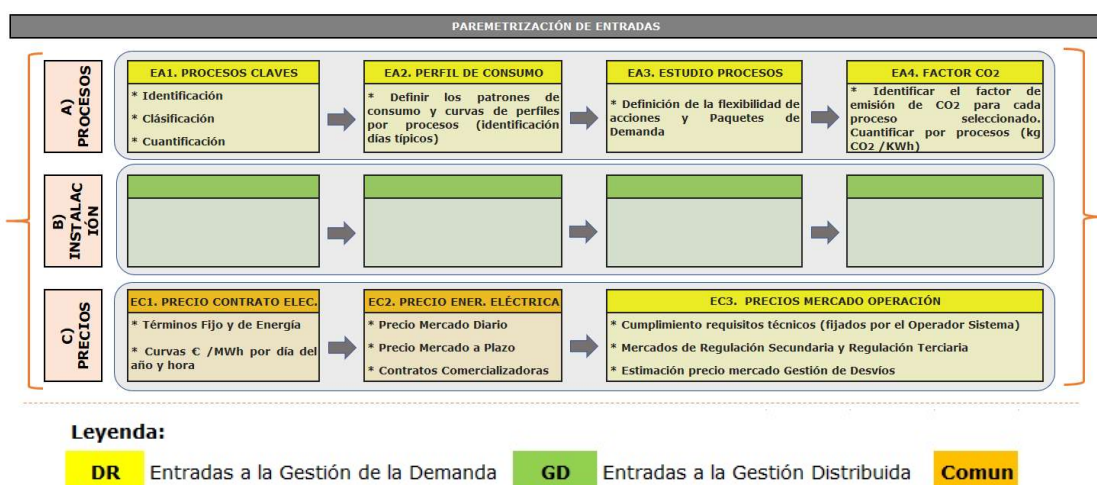 PAREMETRIZACIÓN DE ENTRADAS
A)
PROCESOS
EA1. PROCESOS CLAVES
* Identificación
* Clásificación
* Cuantificación
EA2. PERFIL DE CONSUMO
* Definir los patrones de
consumo y curvas de perfiles
por procesos (identificación
días típicos)
EA3. ESTUDIO PROCESOS
* Definición de la flexibilidad de
acciones y Paquetes de
Demanda
EA4. FACTOR CO2
* Identificar el factor de
emisión de CO2 para cada
proceso seleccionado.
Cuantificar por procesos (kg
CO2 /KWh)
B)
INSTALAC
IÓN
C)
PRECIOS
EC1. PRECIO CONTRATO ELEC.
* Términos Fijo y de Energía
* Curvas € /MWh por día del
año y hora
EC2. PRECIO ENER. ELÉCTRICA
* Precio Mercado Diario
* Precio Mercado a Plazo
* Contratos Comercializadoras
EC3. PRECIOS MERCADO OPERACIÓN
* Cumplimiento requisitos técnicos (fijados por el Operador Sistema)
* Mercados de Regulación Secundaria y Regulación Terciaria
* Estimación precio mercado Gestión de Desvíos
Leyenda:
DR Entradas a la Gestión de la Demanda GD Entradas a la Gestión Distribuida Comun